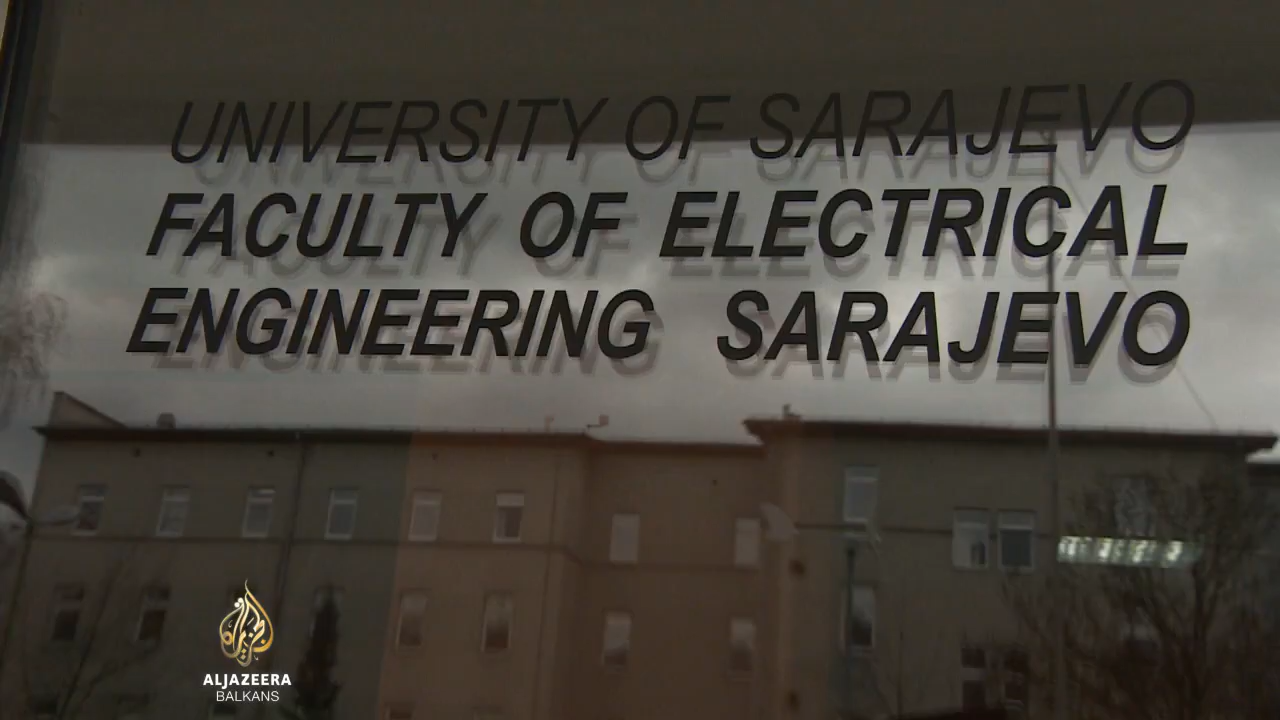 UNIVERSITY OF SARAJEVO
FACULTY OF ELECTRICAL
ENGINEERING SARAJEVO
ALJAZEERA
BALKANS